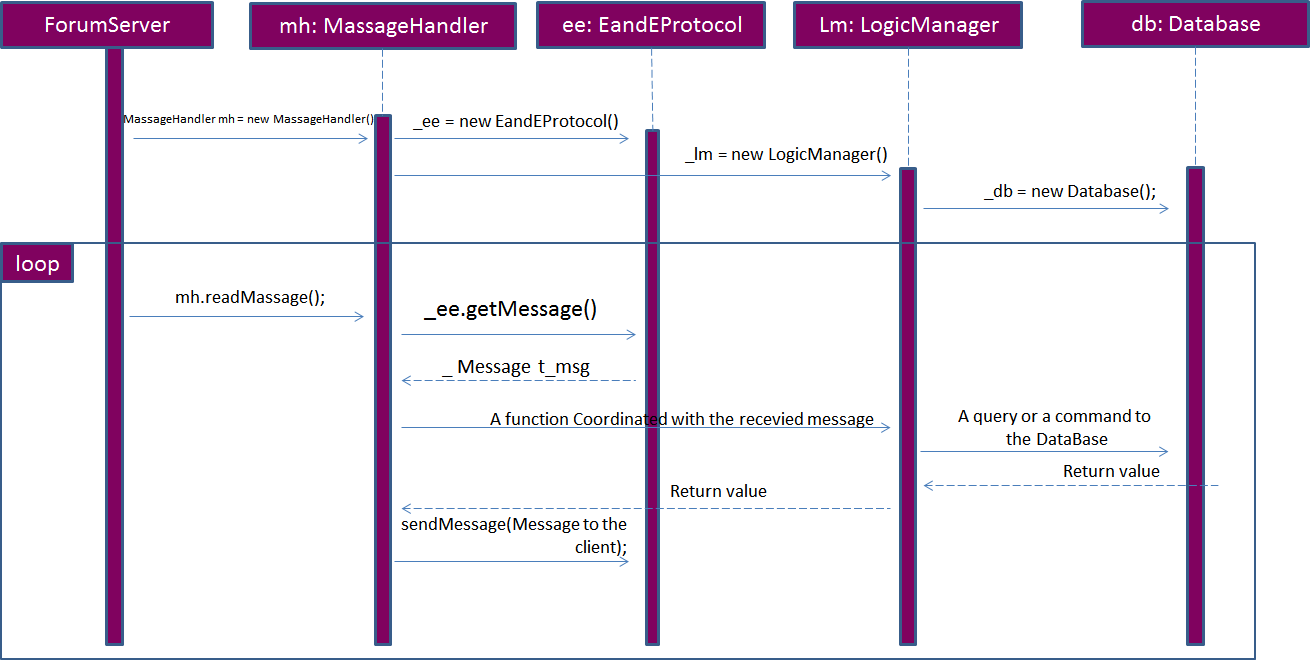 ForumServer
mh: MassageHandler
ee: EandEProtocol
Lm: LogicManager
db: Database
MassageHandler mh = new MassageHandler()
_ee = new EandEProtocol()
_lm = new LogicManager()
_db = new Database();
loop
mh.readMassage();
_ee.getMessage()
_ Message t_msg
A function Coordinated with the recevied message
A query or a command to
the DataBase
Return value
Return value
sendMessage(Message to the
client);